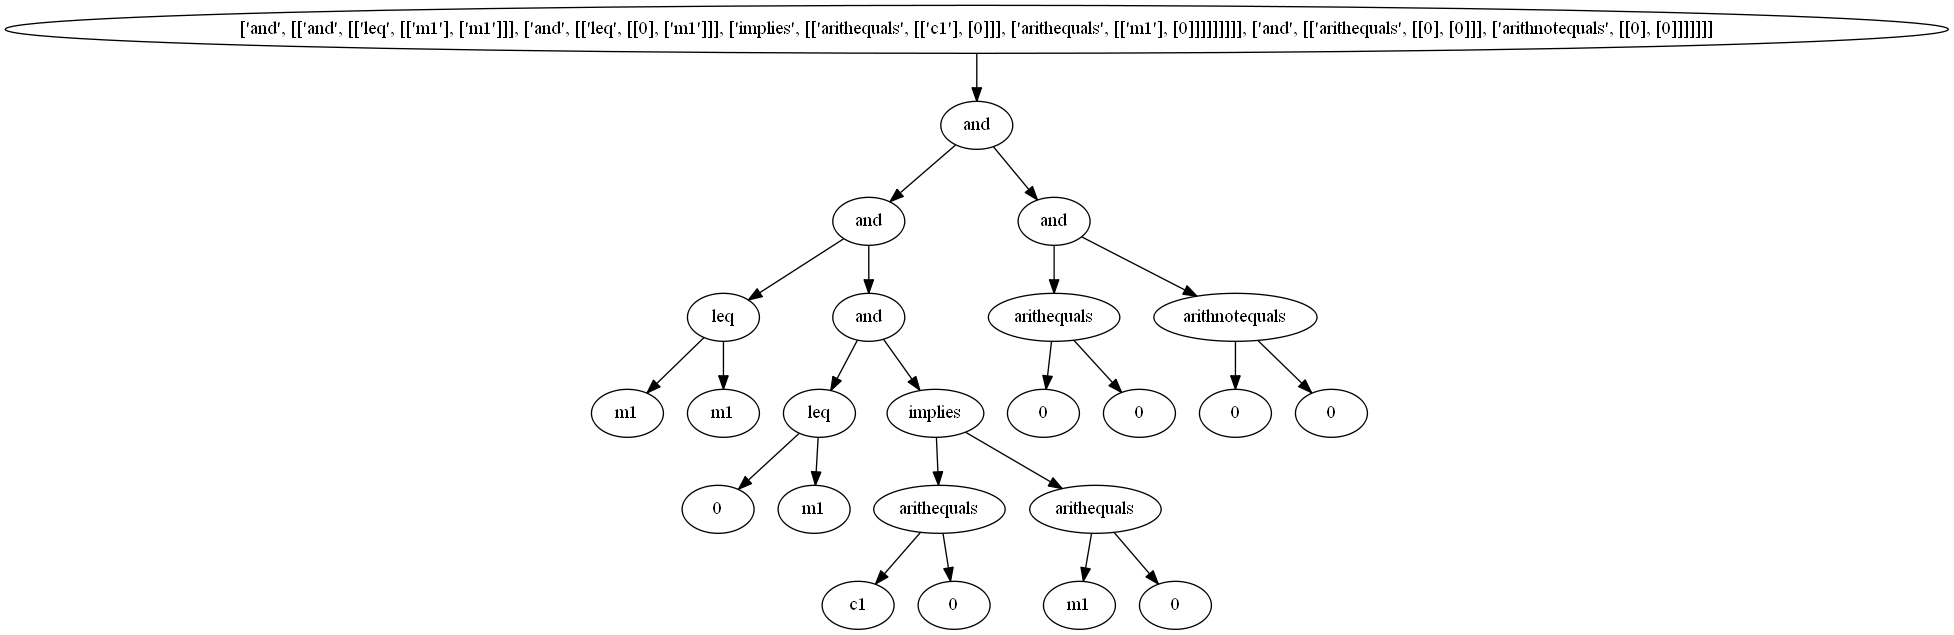 ['and', [['and', [['leq', [['m1'], ['m1']]], ['and', [['leq', [[0], ['m1']]], ['implies', [['arithequals', [['c1'], [0]]], ['arithequals', [['m1'], [0]]]]]]]]], ['and', [['arithequals', [[0], [0]]], ['arithnotequals', [[0], [0]]]]]]]
and
and and
leq and arithequals arithnotequals
m1 m1 leq implies 0 0 0 0
0 m1 arithequals arithequals
c1 0 m1 0